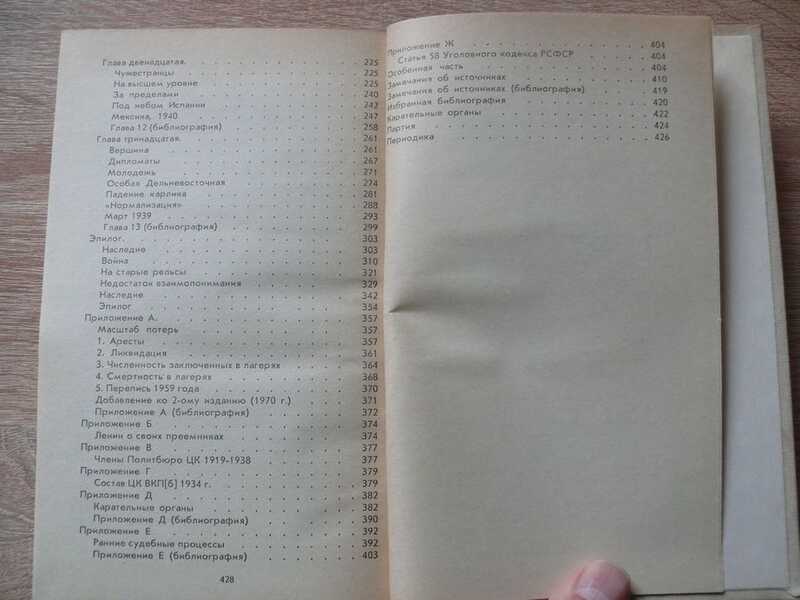 Глава двенадцатая. 225
Чужестранцы 225
На высшем уровне 225
За пределами 240
Под небом Испании 242
Мексика, 1940 247
Глава 12 (библиография) 258
Глава тринадцатая. 261
Вершина 261
Дипломаты 267
Молодежь 271
Особая Дельневосточная 274
Падение карлика 281
«Нормализация» 288
Март 1939 293
Глава 13 (библиография) 299
Эпилог. 303
Наследие 303
Война 310
На старые рельсы 321
Недостаток взаимопонимания 329
Наследие 342
Эпилог 354
Приложение А. 357
Масштаб потерь 357
1. Аресты 357
2. Ликвидация 361
3. Численность заключенных в лагерях 364
4. Смертность в лагерях 368
5. Перепись 1959 года 370
Добавление ко 2-ому изданию (1970 г.) 371
Приложение А (библиография) 372
Приложение Б 374
Ленин о своих преемниках 374
Приложение В 377
Члены Политбюро ЦК 1919-1938 377
Приложение Г 379
Состав ЦК ВКП[б] 1934 г. 379
Приложение Д 382
Карательные органы 382
Приложение Д (библиография) 390
Приложение Е 392
Ранние судебные процессы 392
Приложение Е (библиография) 403
428
Приложение Ж 404
Статья 58 Уголовного кодекса РСФСР 404
Особенная часть 404
Замечания об источниках 410
Замечания об источниках (библиография) 419
Избранная библиография 420
Карательные органы 422
Партия 424
Периодика 426